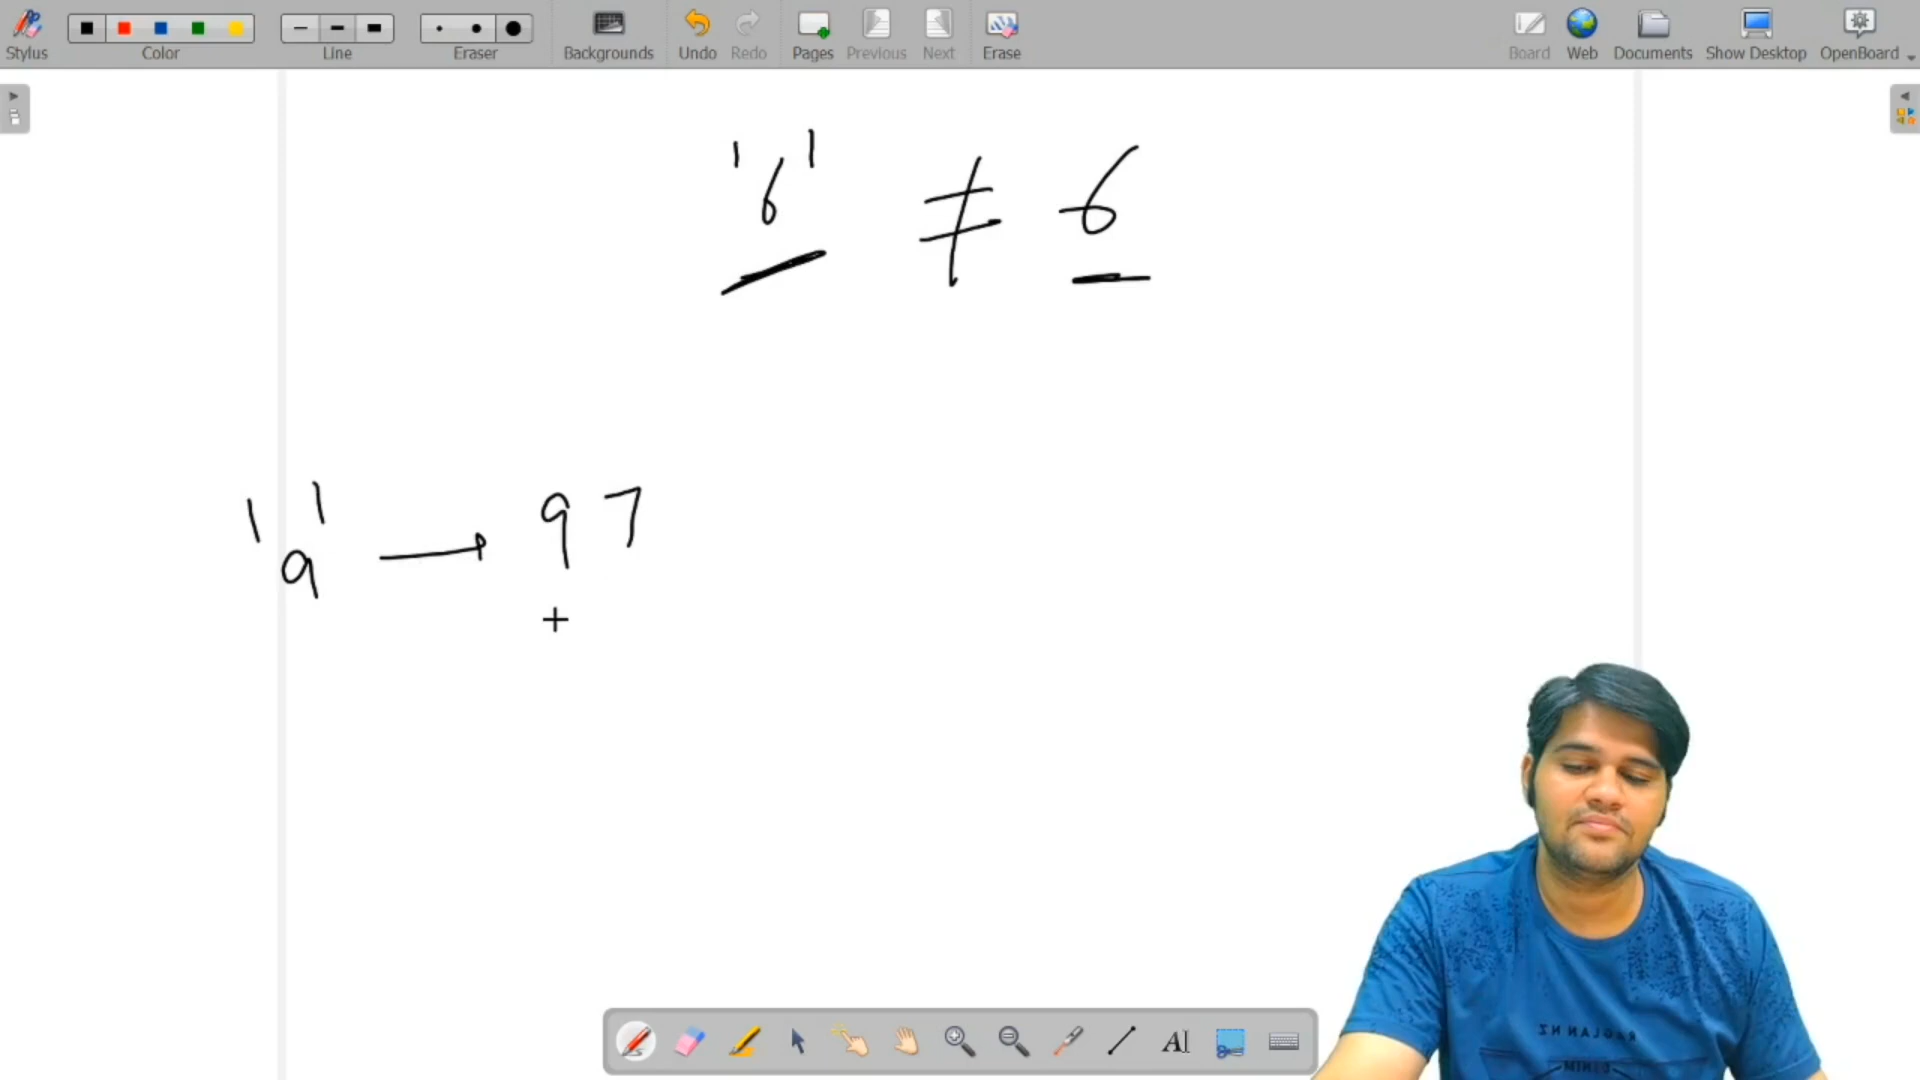 Stylus Color Line Eraser Backgrounds Undo Redo Pages Previous Next Erase Board Web Documents Show Desktop OpenBoard
'6' ≠ 6
'a' → 97
AI